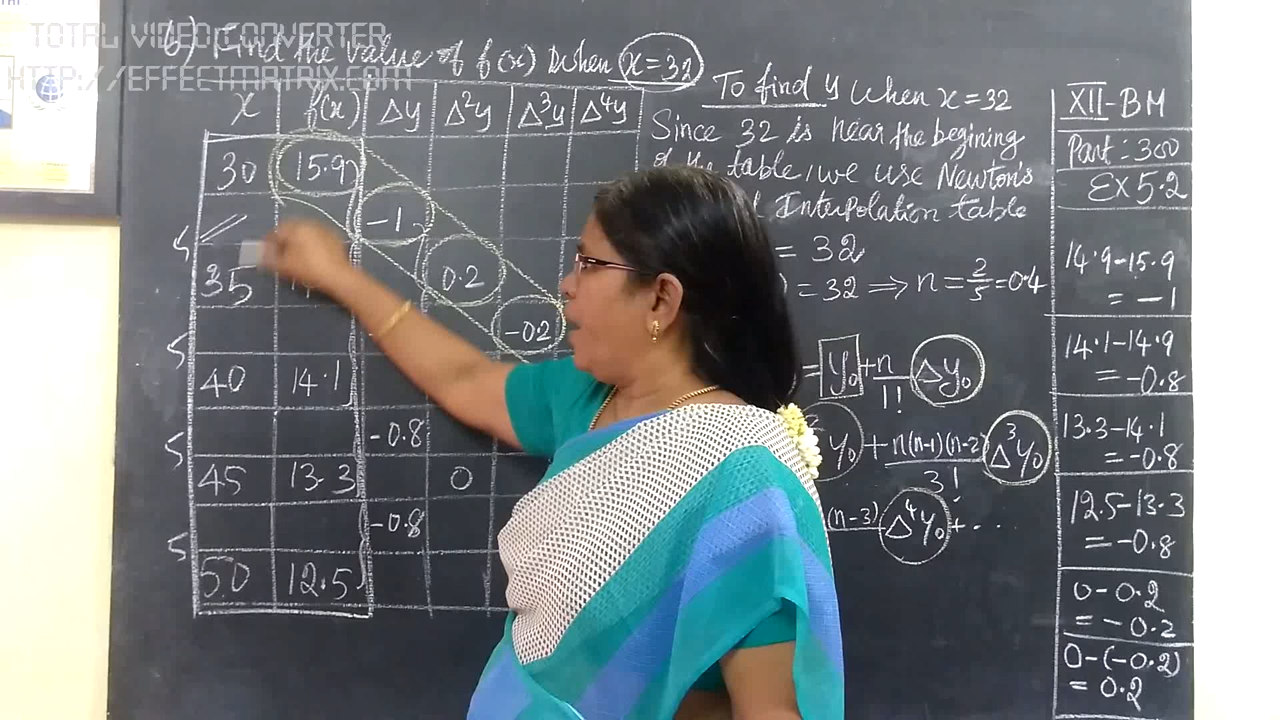 TOTAL VIDEO CONVERTER
HTTP://EFFECTMATRIX.COM
6) Find the value of f(x) when x=32
x f(x) Δy Δ²y Δ³y Δ⁴y
30 15.9
-1
5
35 0.2
-0.2
5
40 14.1
5 -0.8
45 13.3 0
-0.8
5
50 12.5
To find y when x=32
Since 32 is near the begining
of the table, we use Newton's
Interpolation table
= 32
) = 32 ⇒ n = 2/5 = 0.4
= y₀ + n/1! Δy₀
y₀ + n(n-1)(n-2)/3! Δ³y₀
(n-3) Δ⁴y₀ + ....
XII-BM
Part: 300
EX 5.2
14.9-15.9
= -1
14.1-14.9
= -0.8
13.3-14.1
= -0.8
12.5-13.3
= -0.8
0-0.2
= -0.2
0-(-0.2)
= 0.2